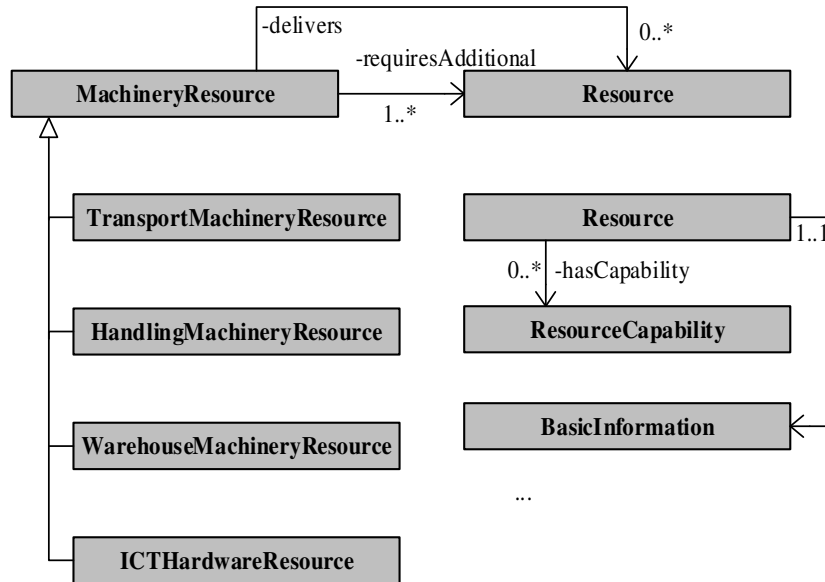 -delivers
0..*
-requiresAdditional
MachineryResource
Resource
1..*
TransportMachineryResource
Resource
1..1
0..*
-hasCapability
HandlingMachineryResource
ResourceCapability
WarehouseMachineryResource
BasicInformation
...
ICTHardwareResource